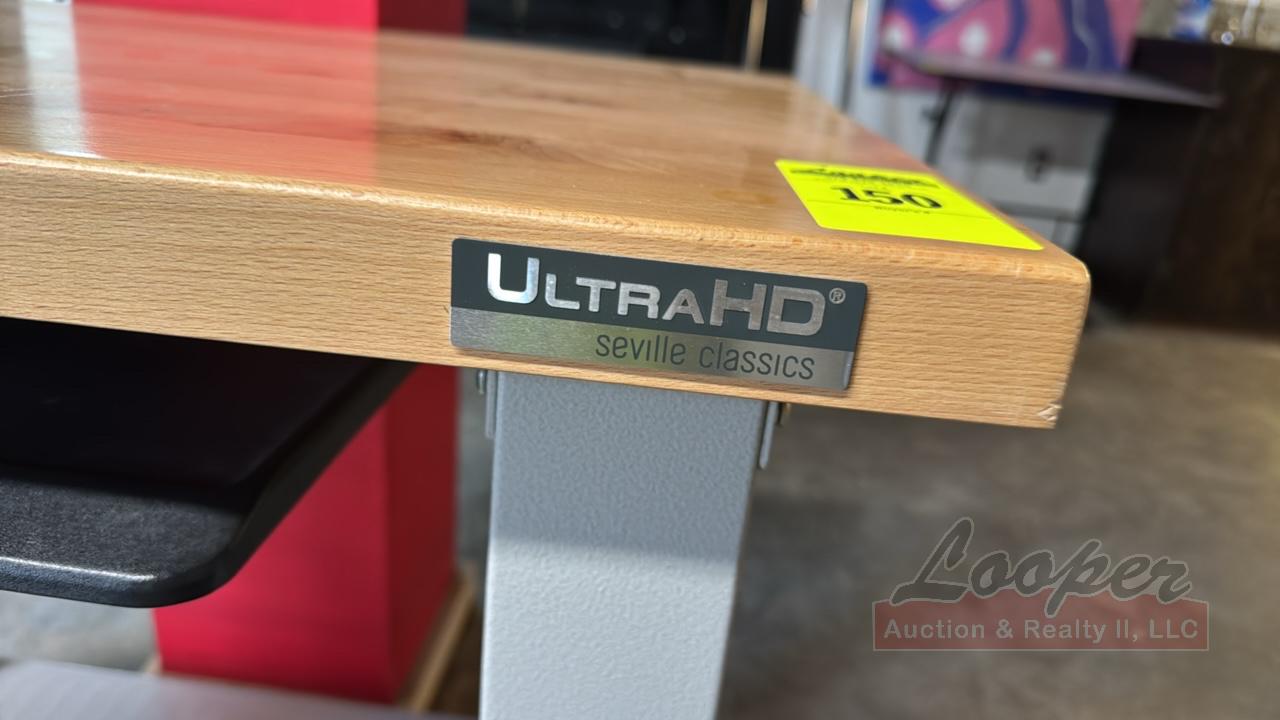 150
ULTRAHD®
seville classics
Looper
Auction & Realty II, LLC